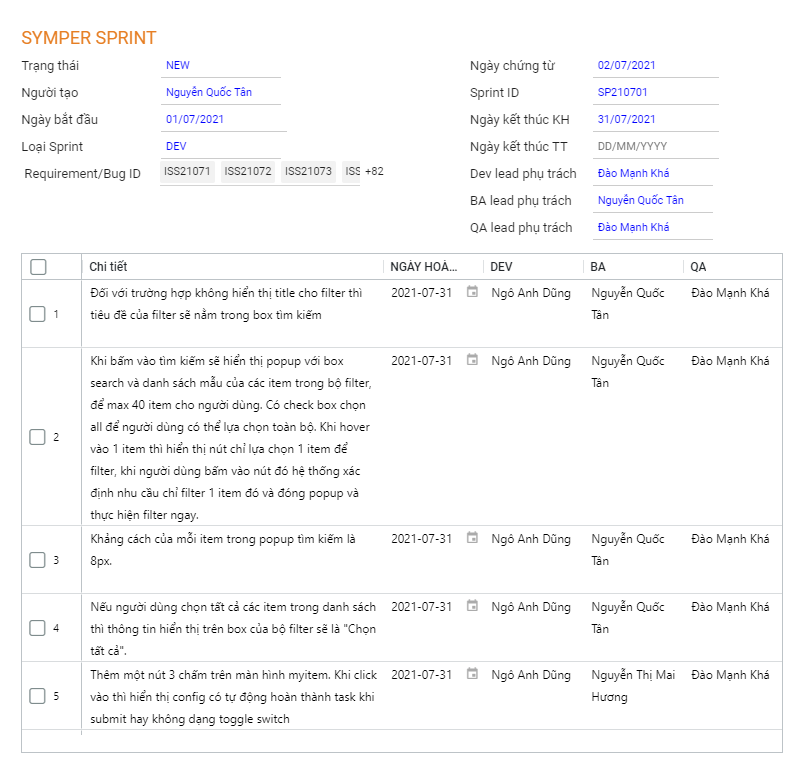 SYMPER SPRINT
Trạng thái NEW
Ngày chứng từ 02/07/2021
Người tạo Nguyễn Quốc Tân
Sprint ID SP210701
Ngày bắt đầu 01/07/2021
Ngày kết thúc KH 31/07/2021
Loại Sprint DEV
Ngày kết thúc TT DD/MM/YYYY
Requirement/Bug ID ISS21071 ISS21072 ISS21073 ISS +82
Dev lead phụ trách Đào Mạnh Khá
BA lead phụ trách Nguyễn Quốc Tân
QA lead phụ trách Đào Mạnh Khá
Chi tiết NGÀY HOÀ... DEV BA QA
Đối với trường hợp không hiển thị title cho filter thì 2021-07-31 Ngô Anh Dũng Nguyễn Quốc Đào Mạnh Khá
1 tiêu đề của filter sẽ nằm trong box tìm kiếm Tân
Khi bấm vào tìm kiếm sẽ hiển thị popup với box 2021-07-31 Ngô Anh Dũng Nguyễn Quốc Đào Mạnh Khá
search và danh sách mẫu của các item trong bộ filter, Tân
để max 40 item cho người dùng. Có check box chọn
all để người dùng có thể lựa chọn toàn bộ. Khi hover
2 vào 1 item thì hiển thị nút chỉ lựa chọn 1 item để
filter, khi người dùng bấm vào nút đó hệ thống xác
định nhu cầu chỉ filter 1 item đó và đóng popup và
thực hiện filter ngay.
Khảng cách của mỗi item trong popup tìm kiếm là 2021-07-31 Ngô Anh Dũng Nguyễn Quốc Đào Mạnh Khá
3 8px. Tân
Nếu người dùng chọn tất cả các item trong danh sách 2021-07-31 Ngô Anh Dũng Nguyễn Quốc Đào Mạnh Khá
4 thì thông tin hiển thị trên box của bộ filter sẽ là "Chọn Tân
tất cả".
Thêm một nút 3 chấm trên màn hình myitem. Khi click 2021-07-31 Ngô Anh Dũng Nguyễn Thị Mai Đào Mạnh Khá
5 vào thì hiển thị config có tự động hoàn thành task khi Hương
submit hay không dạng toggle switch